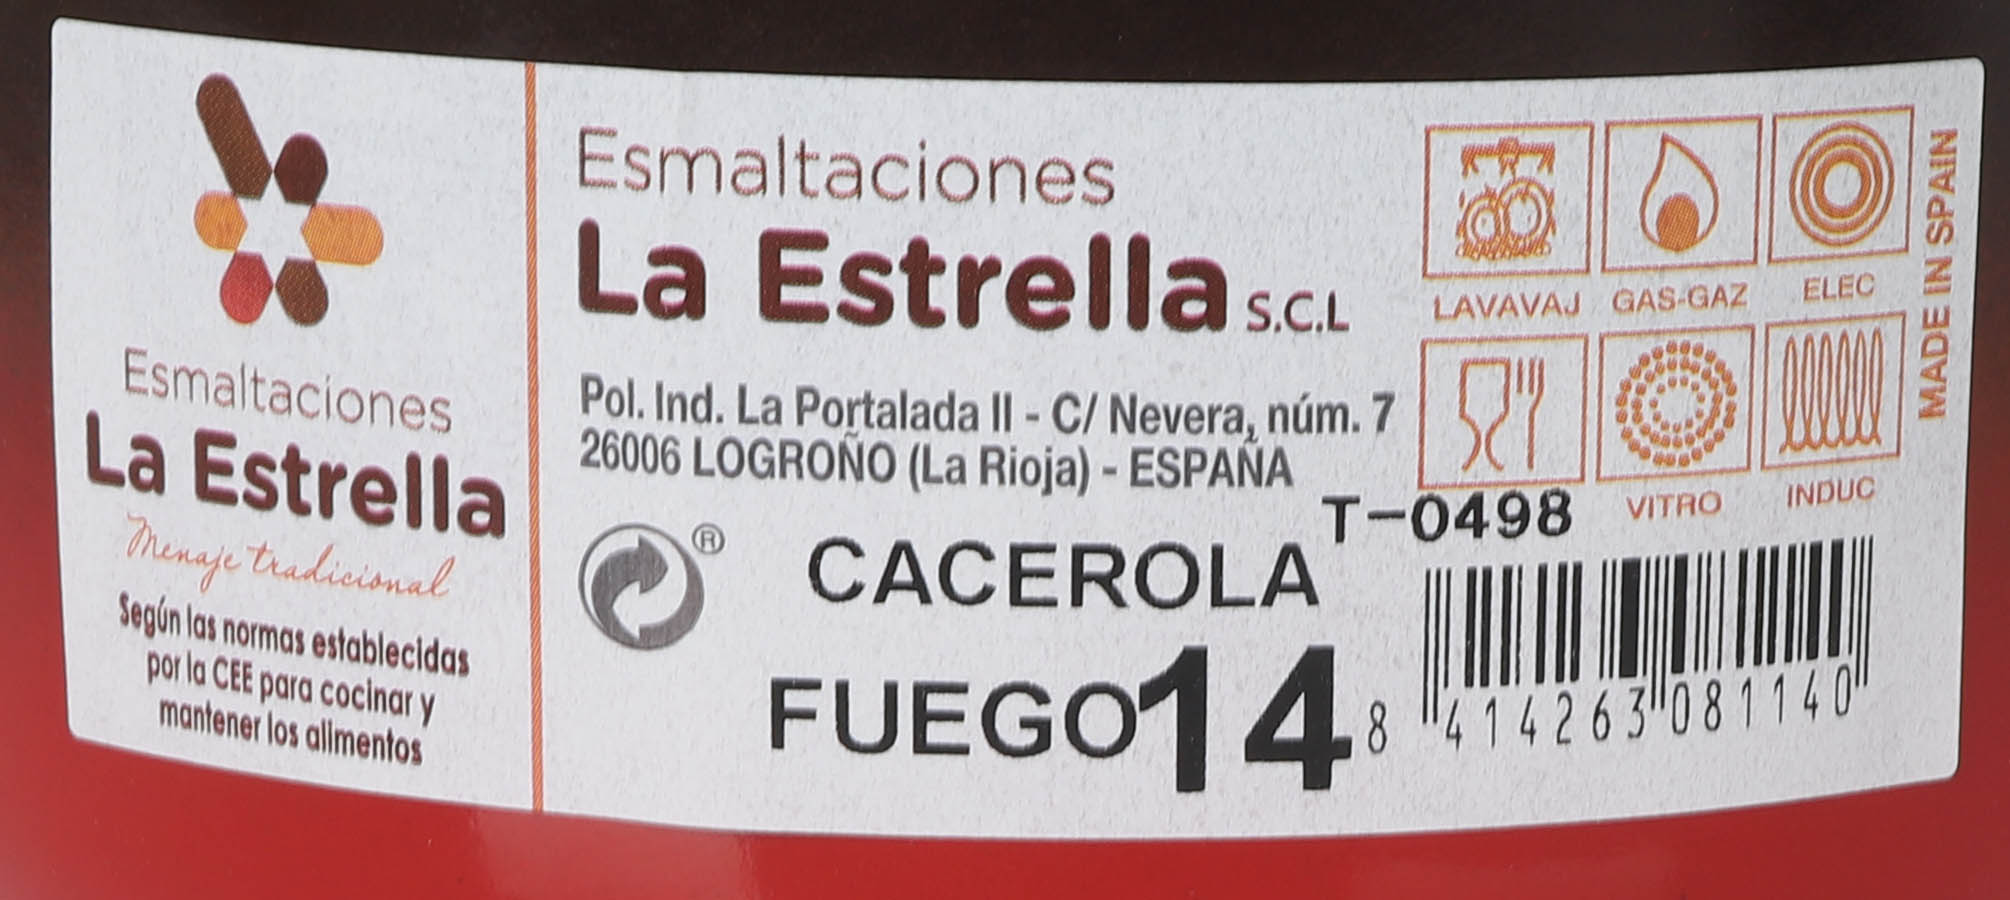 Esmaltaciones
La Estrella
Menaje tradicional
Según las normas establecidas
por la CEE para cocinar y
mantener los alimentos
Esmaltaciones
La Estrella S.C.L
Pol. Ind. La Portalada II - C/ Nevera, núm. 7
26006 LOGROÑO (La Rioja) - ESPAÑA
®
CACEROLA
FUEGO 14
LAVAVAJ GAS-GAZ ELEC
VITRO INDUC
MADE IN SPAIN
T-0498
8 414263 081140